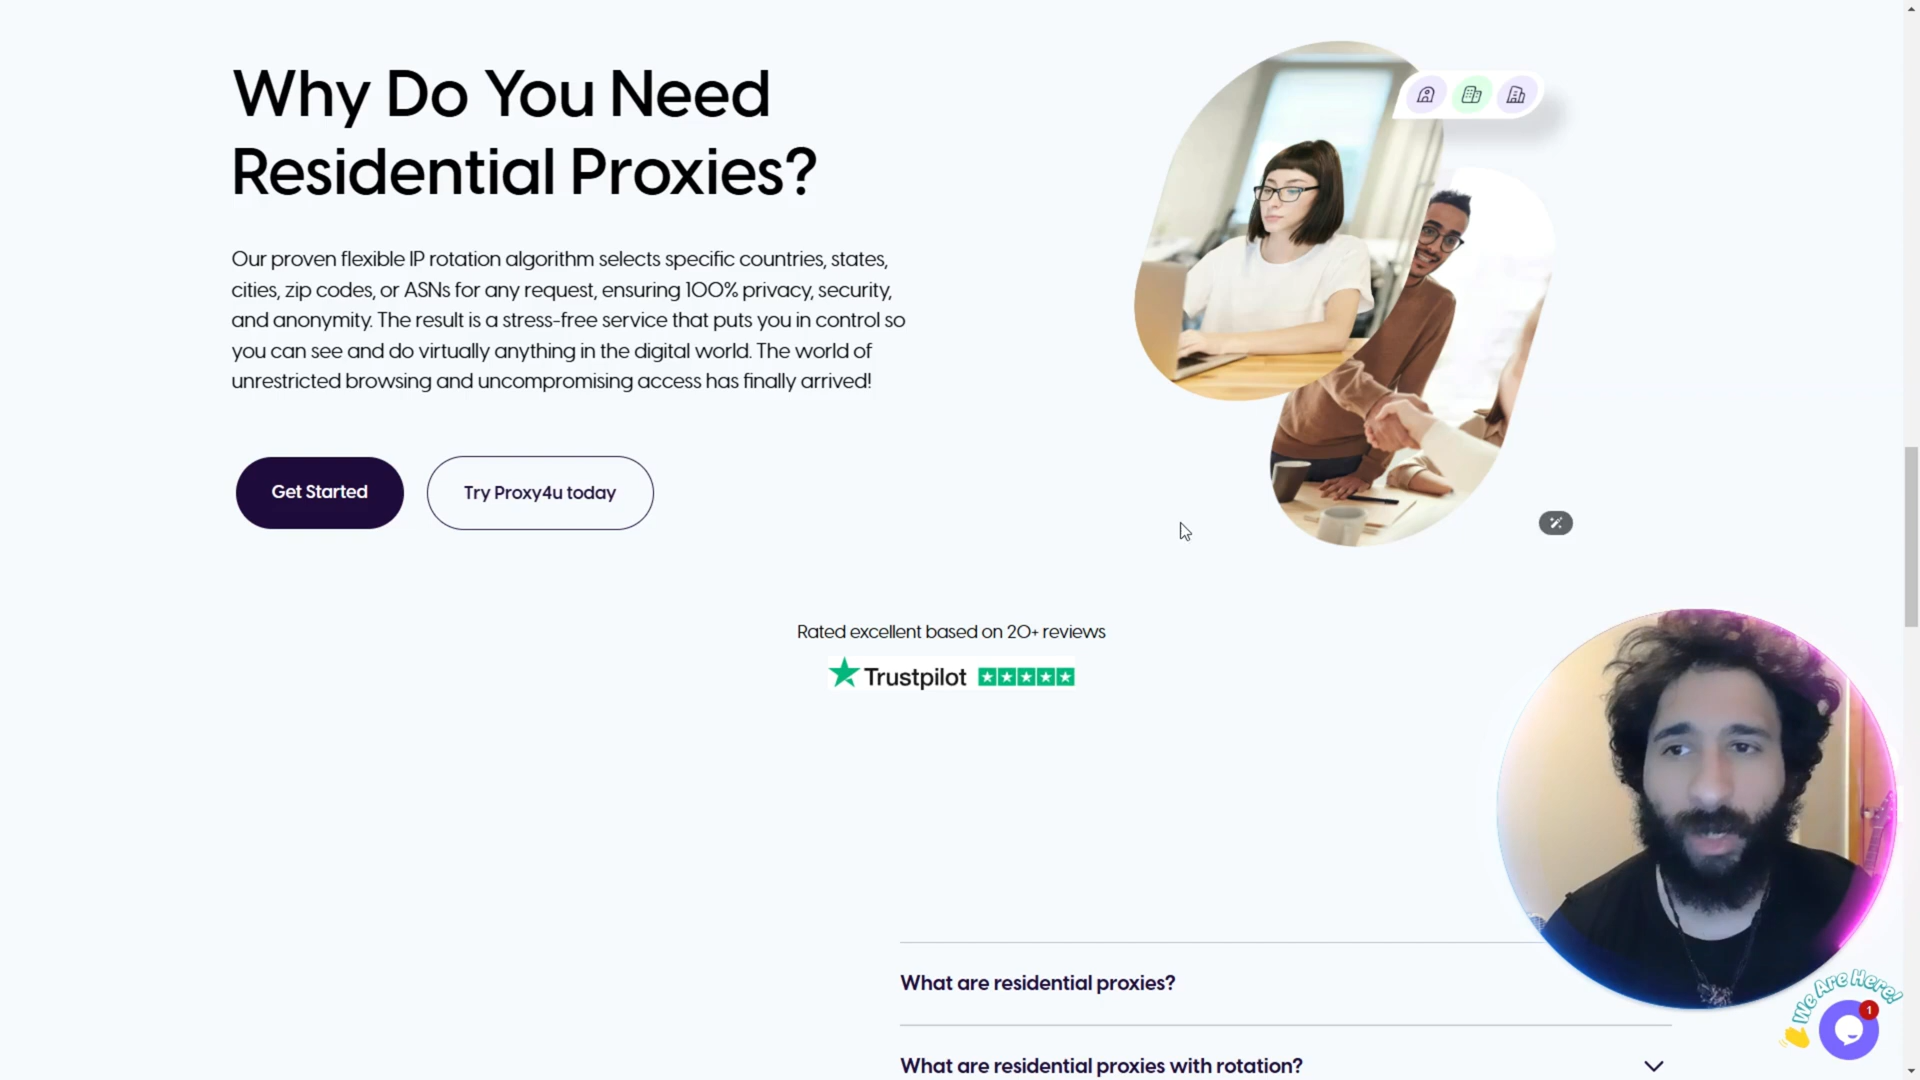 Why Do You Need
Residential Proxies?
Our proven flexible IP rotation algorithm selects specific countries, states,
cities, zip codes, or ASNs for any request, ensuring 100% privacy, security,
and anonymity. The result is a stress-free service that puts you in control so
you can see and do virtually anything in the digital world. The world of
unrestricted browsing and uncompromising access has finally arrived!
Get Started
Try Proxy4u today
Rated excellent based on 20+ reviews
Trustpilot
What are residential proxies?
What are residential proxies with rotation?
We Are Here!
1